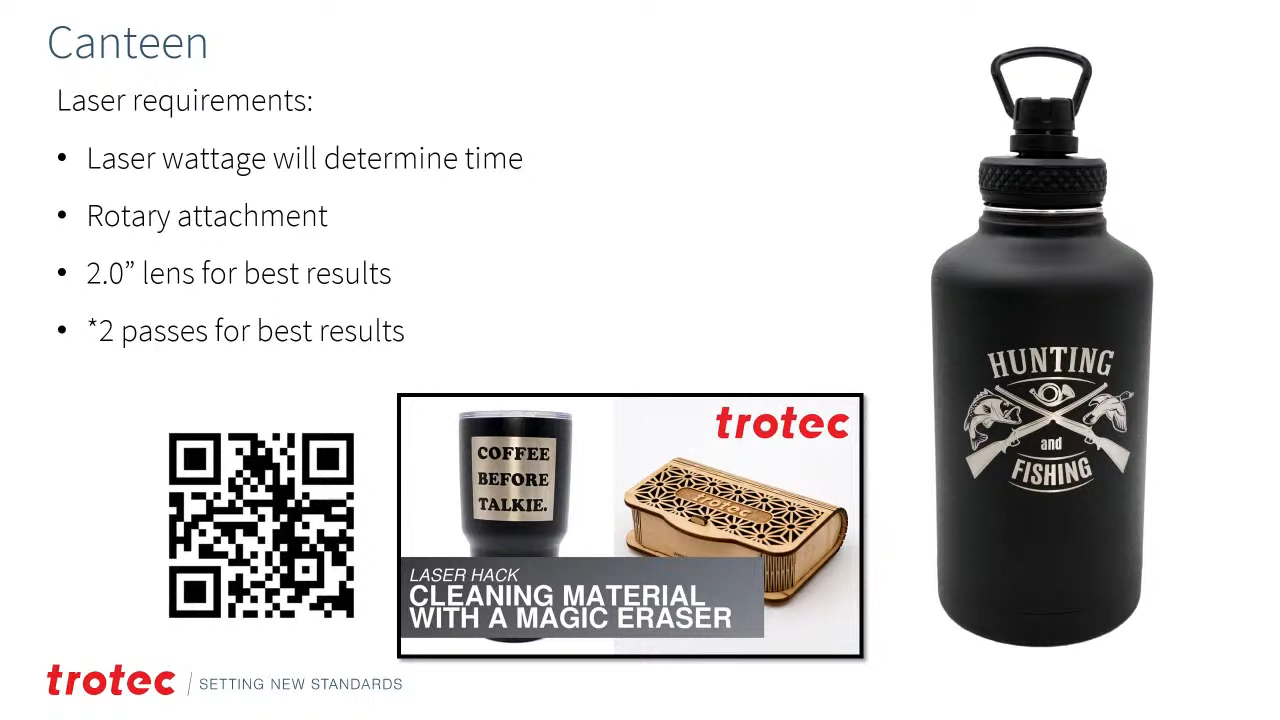 Canteen
Laser requirements:
• Laser wattage will determine time
• Rotary attachment
• 2.0” lens for best results
• *2 passes for best results
HUNTING
and
FISHING
trotec
COFFEE
BEFORE
TALKIE.
trotec
LASER HACK
CLEANING MATERIAL
WITH A MAGIC ERASER
trotec | SETTING NEW STANDARDS